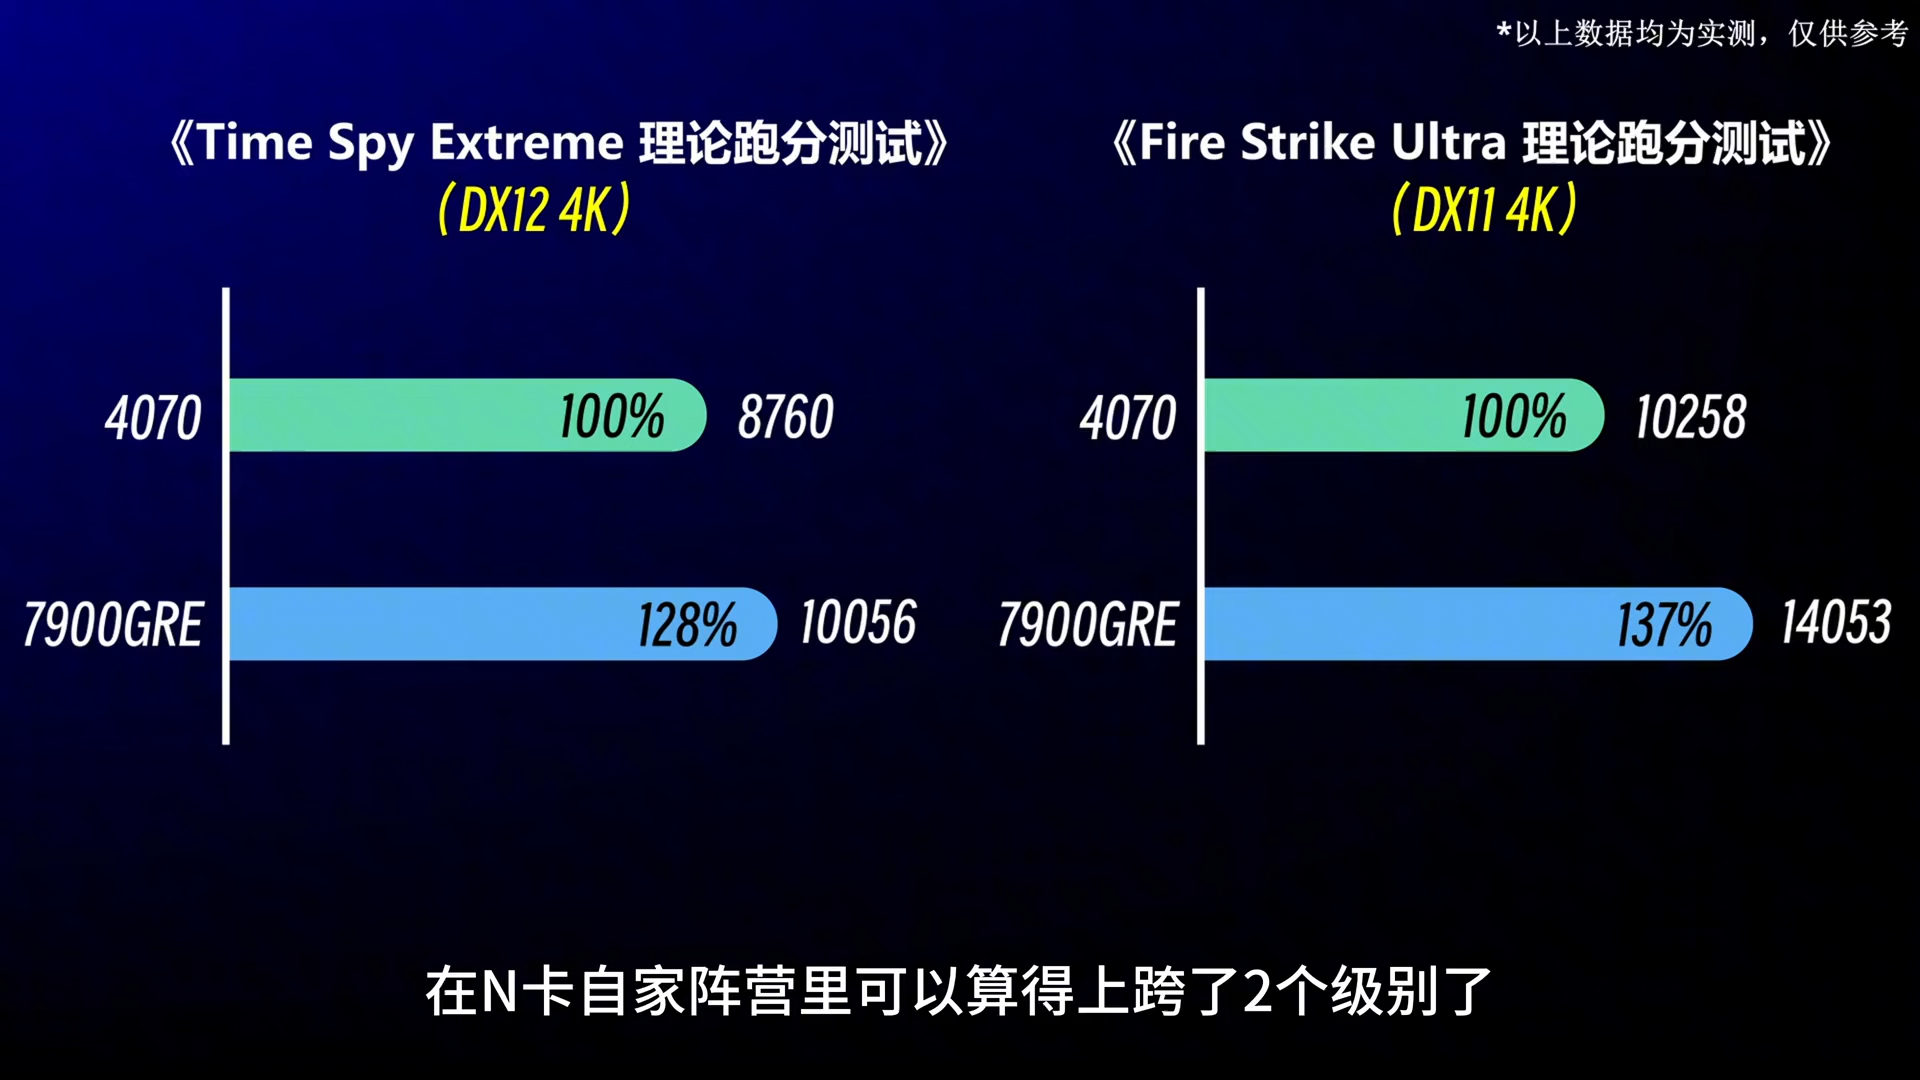 *以上数据均为实测，仅供参考
《Time Spy Extreme 理论跑分测试》
（DX12 4K）
4070 100% 8760
7900GRE 128% 10056
《Fire Strike Ultra 理论跑分测试》
（DX11 4K）
4070 100% 10258
7900GRE 137% 14053
在N卡自家阵营里可以算得上跨了2个级别了